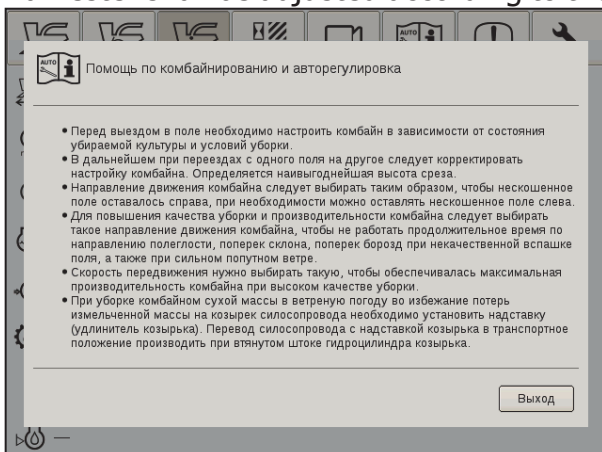 AUTO
Помощь по комбайнированию и авторегулировка
• Перед выездом в поле необходимо настроить комбайн в зависимости от состояния
убираемой культуры и условий уборки.
• В дальнейшем при переездах с одного поля на другое следует корректировать
настройку комбайна. Определяется наивыгоднейшая высота среза.
• Направление движения комбайна следует выбирать таким образом, чтобы нескошенное
поле оставалось справа, при необходимости можно оставлять нескошенное поле слева.
• Для повышения качества уборки и производительности комбайна следует выбирать
такое направление движения комбайна, чтобы не работать продолжительное время по
направлению полеглости, поперек склона, поперек борозд при некачественной вспашке
поля, а также при сильном попутном ветре.
• Скорость передвижения нужно выбирать такую, чтобы обеспечивалась максимальная
производительность комбайна при высоком качестве уборки.
• При уборке комбайном сухой массы в ветреную погоду во избежание потерь
измельченной массы на козырек силосопровода необходимо установить надставку
(удлинитель козырька). Перевод силосопровода с надставкой козырька в транспортное
положение производить при втянутом штоке гидроцилиндра козырька.
Выход